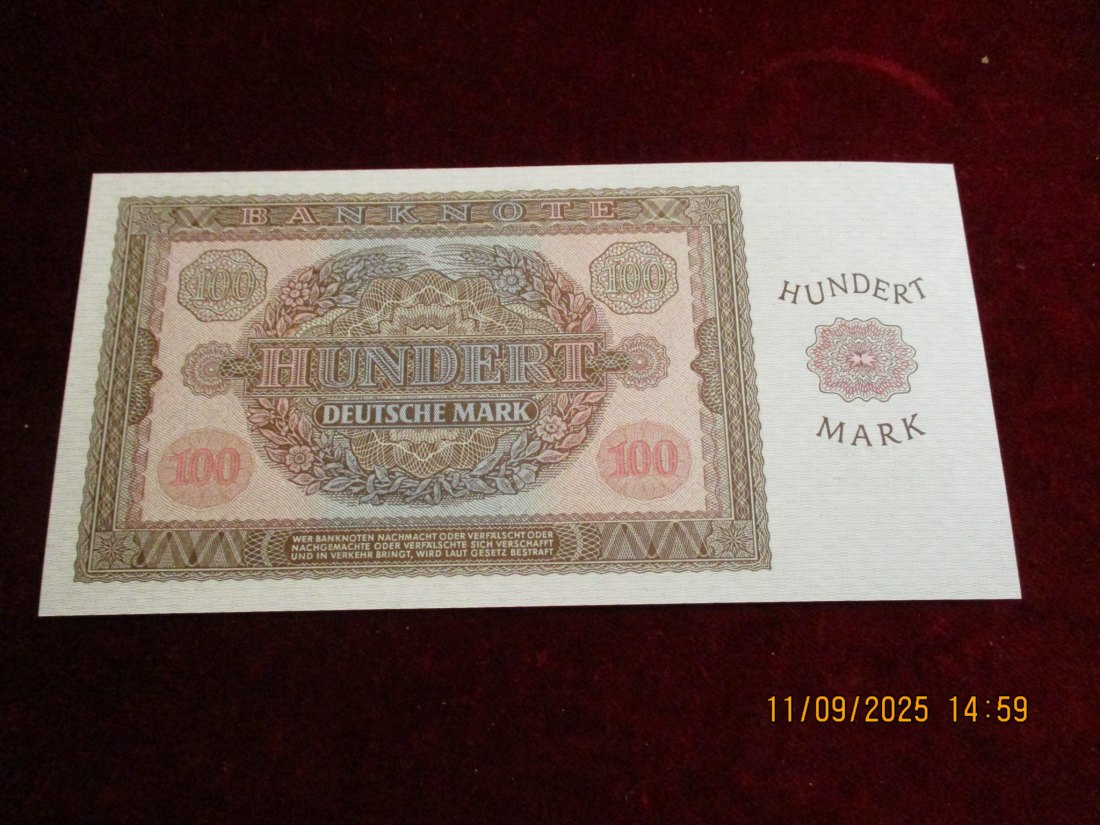 BANKNOTE
100
100
HUNDERT
DEUTSCHE MARK
100
100
WER BANKNOTEN NACHMACHT ODER VERFÄLSCHT ODER
NACHGEMACHTE ODER VERFÄLSCHTE SICH VERSCHAFFT
UND IN VERKEHR BRINGT, WIRD LAUT GESETZ BESTRAFT
HUNDERT
MARK
11/09/2025 14:59